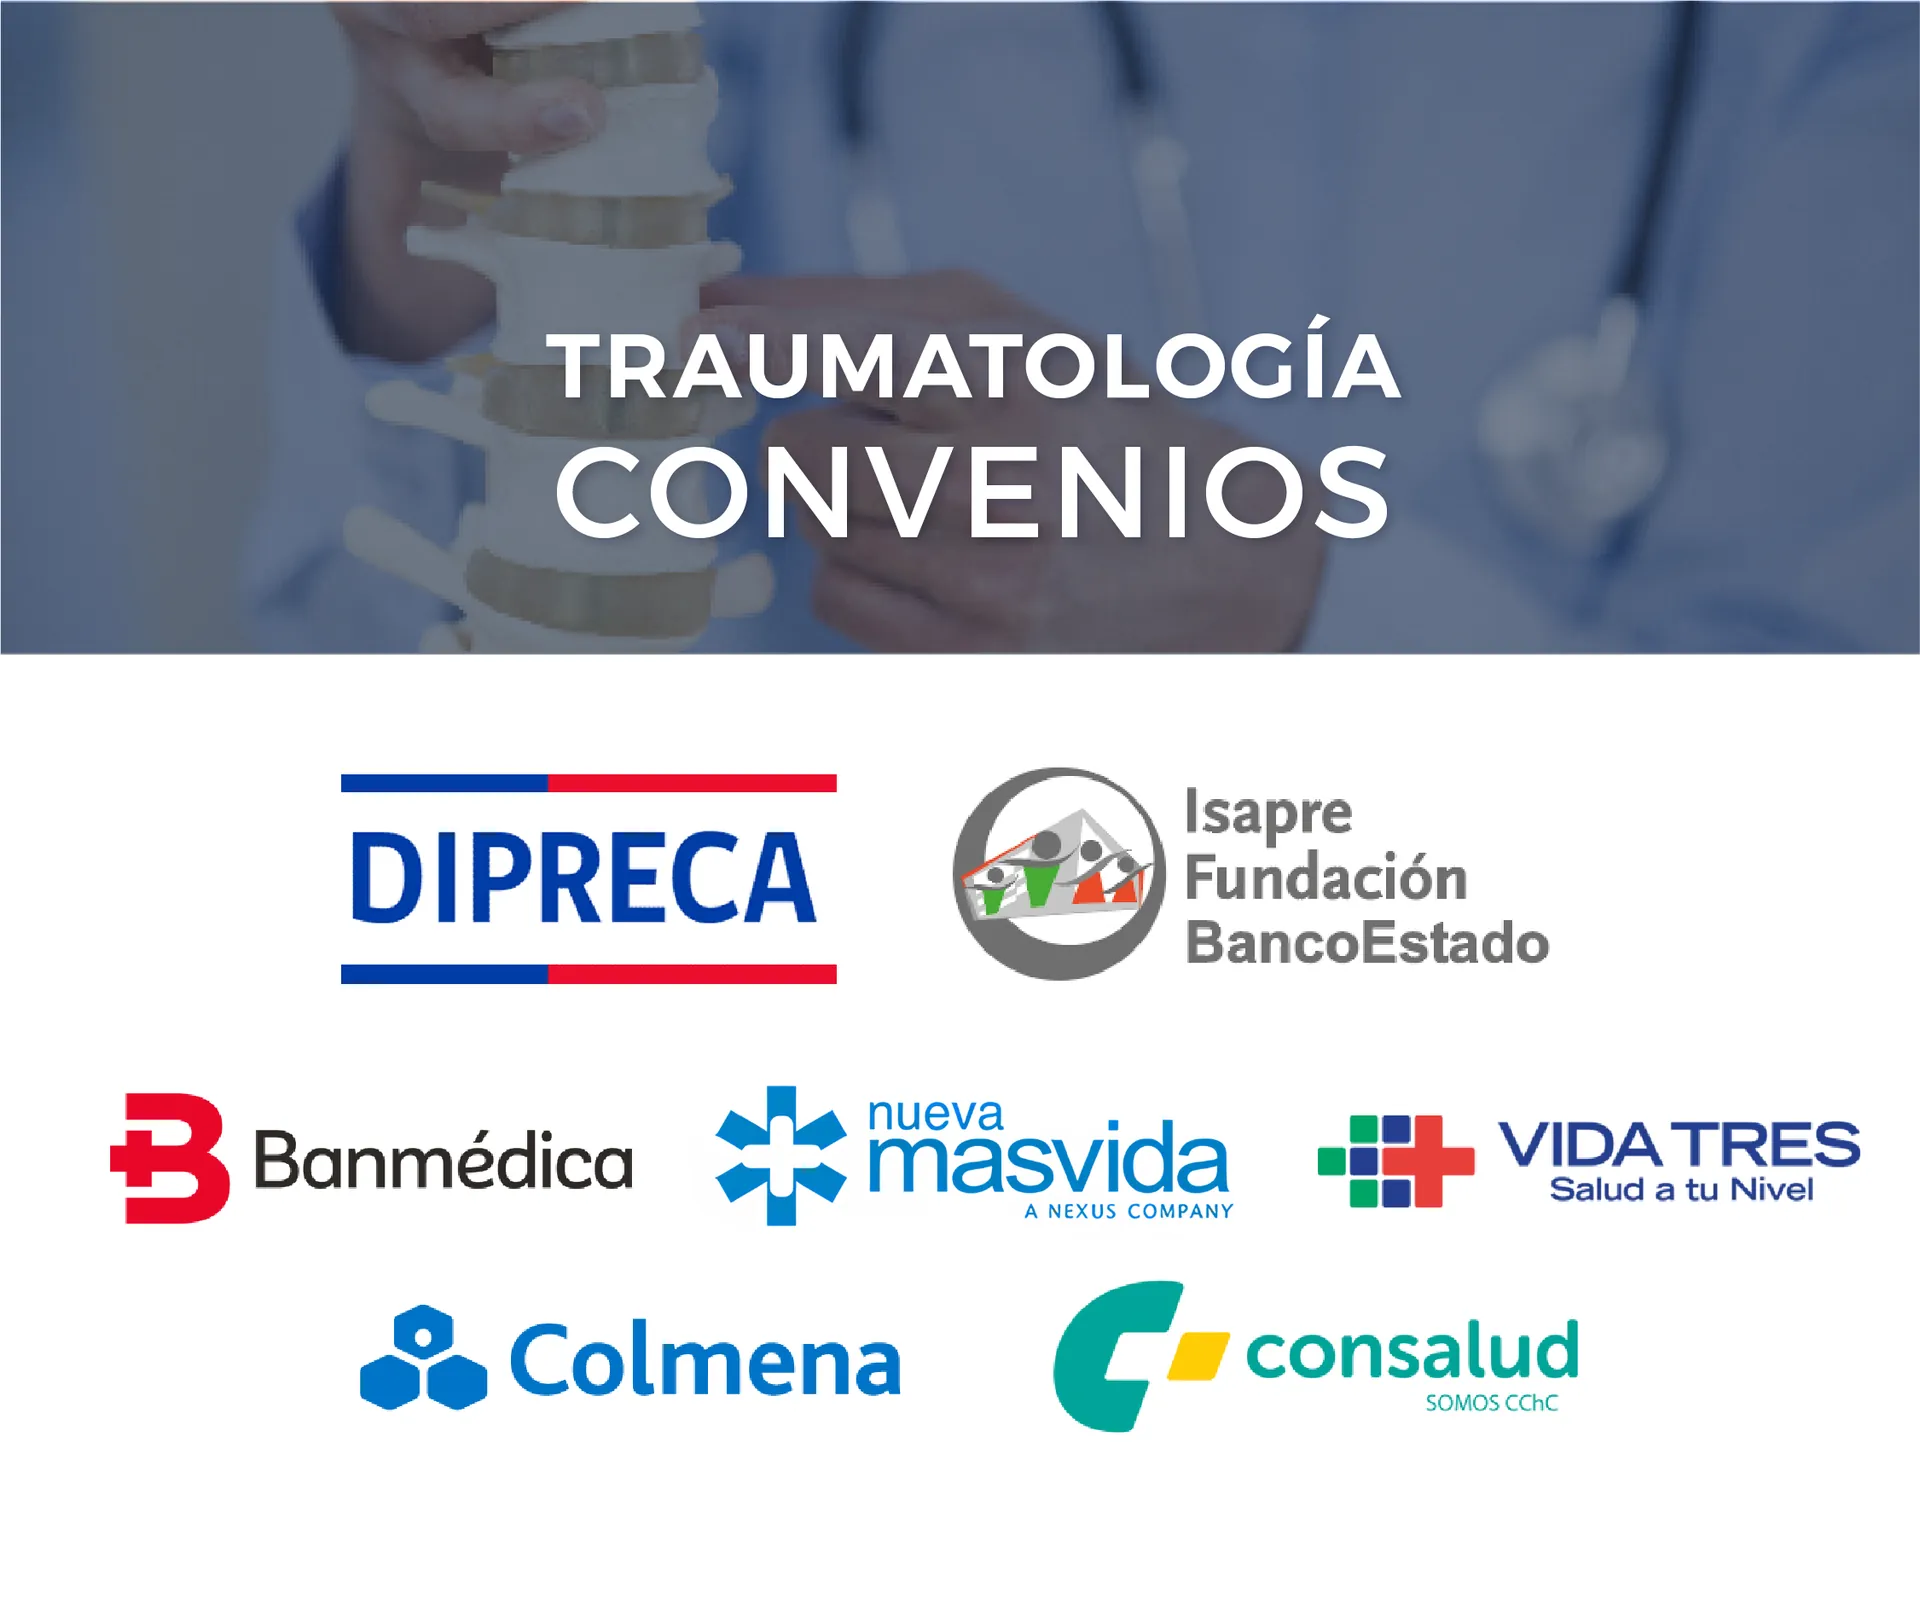 TRAUMATOLOGÍA
CONVENIOS
DIPRECA
Isapre
Fundación
BancoEstado
Banmédica
nueva
masvida
A NEXUS COMPANY
VIDA TRES
Salud a tu Nivel
Colmena
consalud
SOMOS CChC